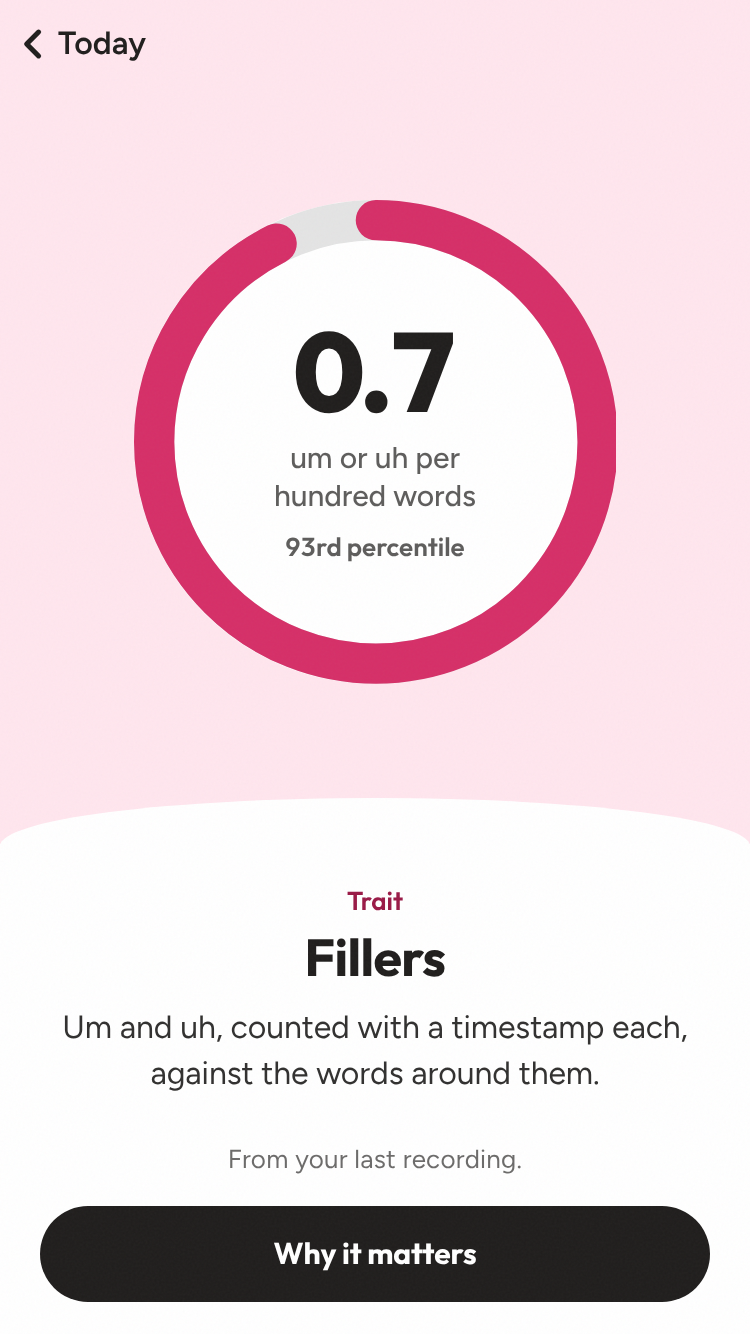 Today
0.7
um or uh per
hundred words
93rd percentile
Trait
Fillers
Um and uh, counted with a timestamp each,
against the words around them.
From your last recording.
Why it matters